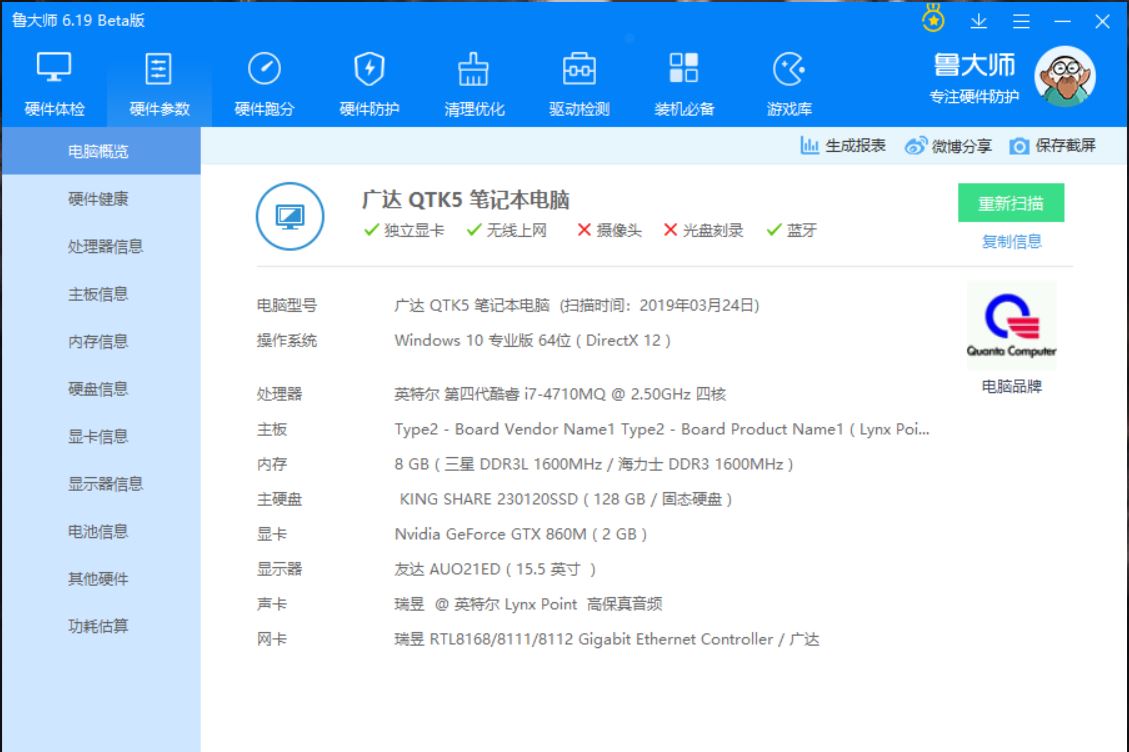 鲁大师 6.19 Beta版
硬件体检
硬件参数
硬件跑分
硬件防护
清理优化
驱动检测
装机必备
游戏库
鲁大师
专注硬件防护
电脑概览
硬件健康
处理器信息
主板信息
内存信息
硬盘信息
显卡信息
显示器信息
电池信息
其他硬件
功耗估算
生成报表
微博分享
保存截屏
广达 QTK5 笔记本电脑
独立显卡 无线上网 摄像头 光盘刻录 蓝牙
重新扫描
复制信息
电脑型号 广达 QTK5 笔记本电脑 (扫描时间：2019年03月24日)
操作系统 Windows 10 专业版 64位 ( DirectX 12 )
Quanta Computer
电脑品牌
处理器 英特尔 第四代酷睿 i7-4710MQ @ 2.50GHz 四核
主板 Type2 - Board Vendor Name1 Type2 - Board Product Name1 ( Lynx Poi...
内存 8 GB ( 三星 DDR3L 1600MHz / 海力士 DDR3 1600MHz )
主硬盘 KING SHARE 230120SSD ( 128 GB / 固态硬盘 )
显卡 Nvidia GeForce GTX 860M ( 2 GB )
显示器 友达 AUO21ED ( 15.5 英寸 )
声卡 瑞昱 @ 英特尔 Lynx Point 高保真音频
网卡 瑞昱 RTL8168/8111/8112 Gigabit Ethernet Controller / 广达